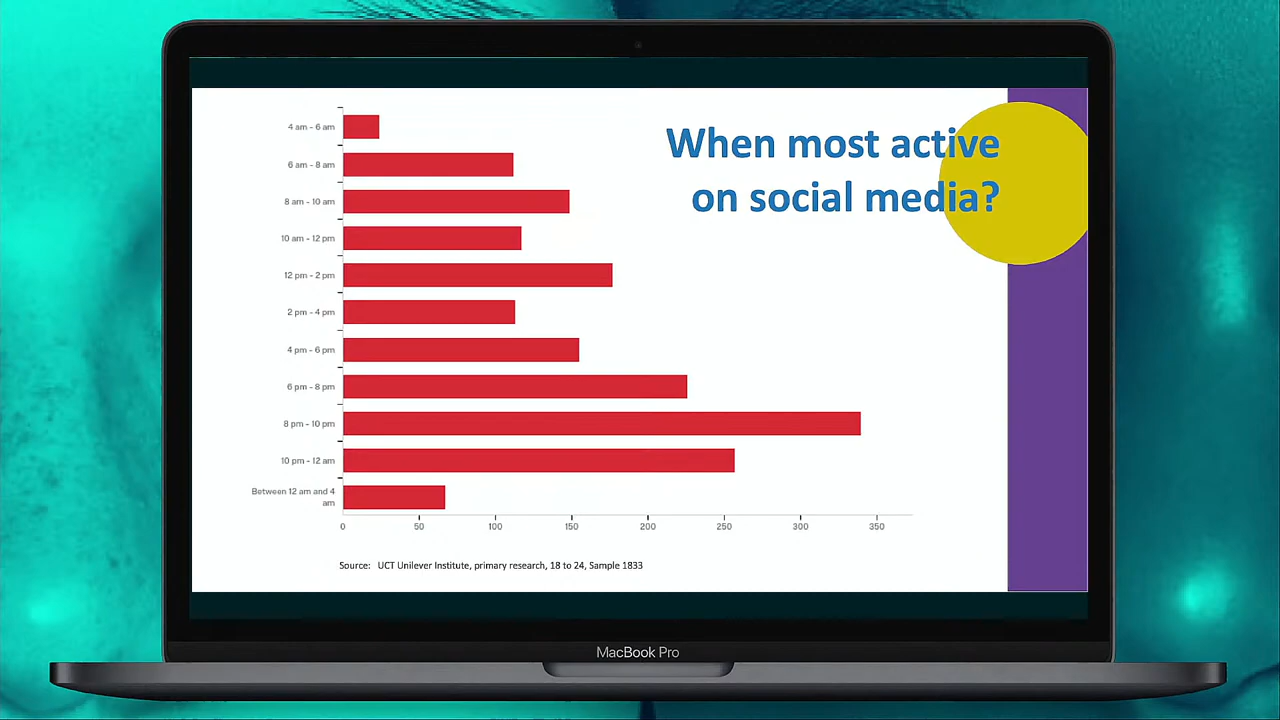 When most active
on social media?
4 am - 6 am
6 am - 8 am
8 am - 10 am
10 am - 12 pm
12 pm - 2 pm
2 pm - 4 pm
4 pm - 6 pm
6 pm - 8 pm
8 pm - 10 pm
10 pm - 12 am
Between 12 am and 4
am
0 50 100 150 200 250 300 350
Source: UCT Unilever Institute, primary research, 18 to 24, Sample 1833
MacBook Pro